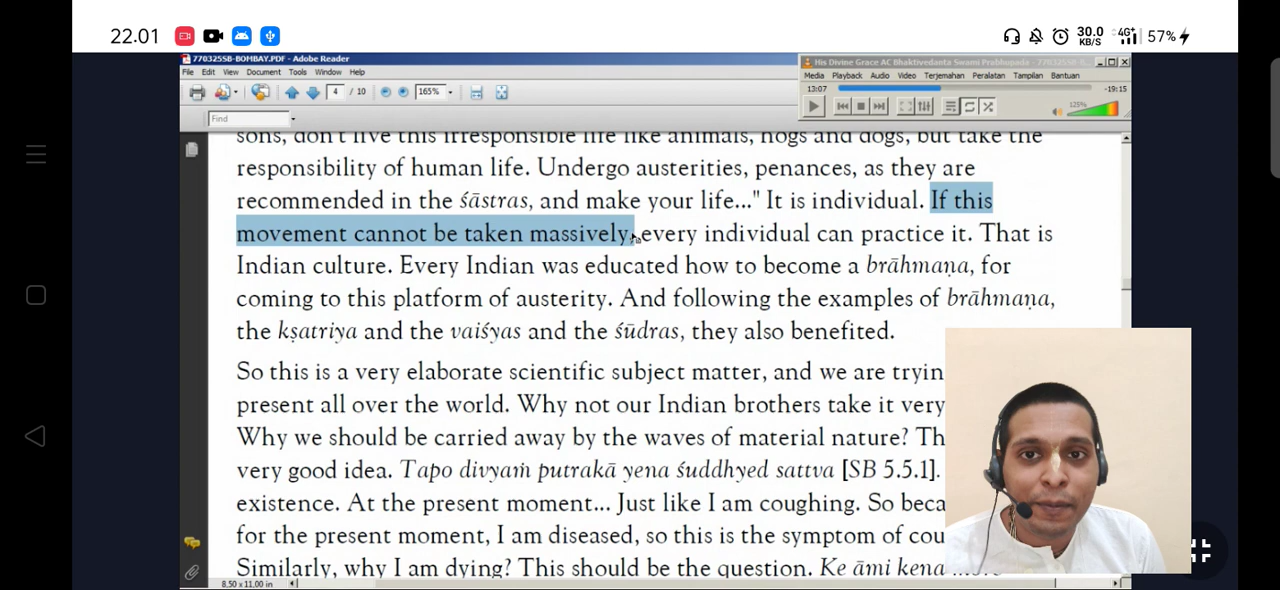 22.01
30.0 KB/S 4G+ 57%
770325SB-BOMBAY.PDF - Adobe Reader
File Edit View Document Tools Window Help
4 / 10 165%
Find
His Divine Grace AC Bhaktivedanta Swami Prabhupada - 770325SB-B...
Media Playback Audio Video Terjemahan Peralatan Tampilan Bantuan
13:07 -19:15
125%
sons, don't live this irresponsible life like animals, hogs and dogs, but take the
responsibility of human life. Undergo austerities, penances, as they are
recommended in the śāstras, and make your life..." It is individual. If this
movement cannot be taken massively, every individual can practice it. That is
Indian culture. Every Indian was educated how to become a brāhmaṇa, for
coming to this platform of austerity. And following the examples of brāhmaṇa,
the kṣatriya and the vaiśyas and the śūdras, they also benefited.
So this is a very elaborate scientific subject matter, and we are tryin
present all over the world. Why not our Indian brothers take it very
Why we should be carried away by the waves of material nature? Th
very good idea. Tapo divyaṁ putrakā yena śuddhyed sattva [SB 5.5.1].
existence. At the present moment... Just like I am coughing. So beca
for the present moment, I am diseased, so this is the symptom of cou
Similarly, why I am dying? This should be the question. Ke āmi kena
8,50 x 11,00 in